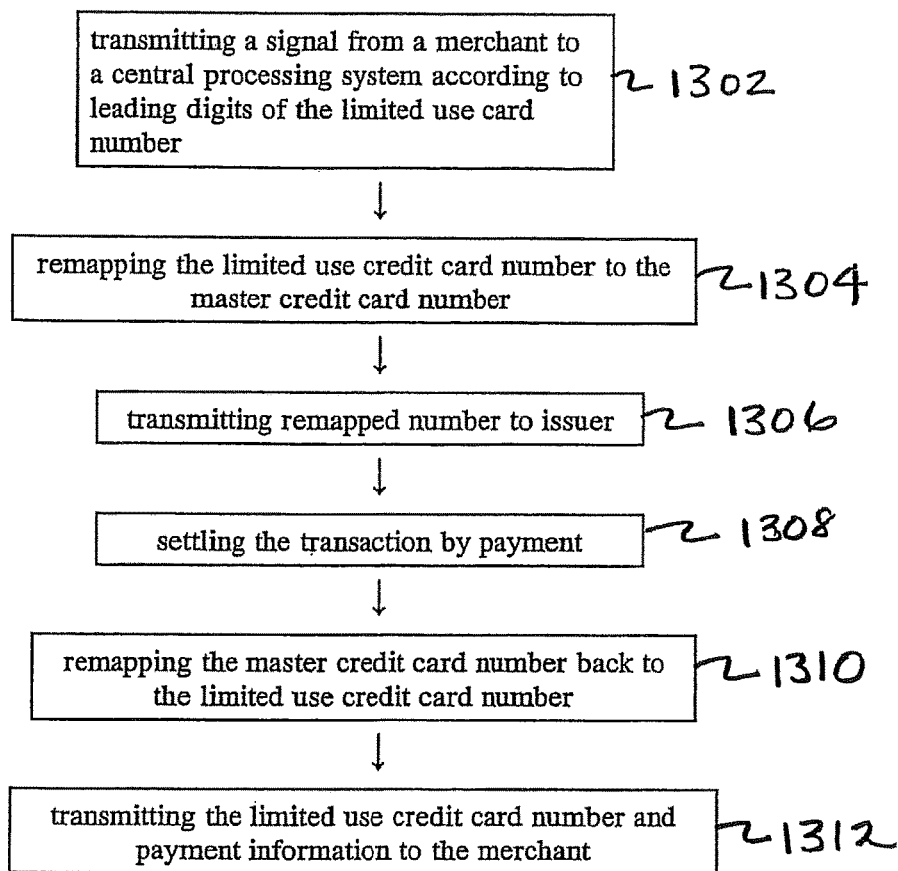 transmitting a signal from a merchant to
a central processing system according to
leading digits of the limited use card
number
1302
remapping the limited use credit card number to the
master credit card number
1304
transmitting remapped number to issuer
1306
settling the transaction by payment
1308
remapping the master credit card number back to
the limited use credit card number
1310
transmitting the limited use credit card number and
payment information to the merchant
1312